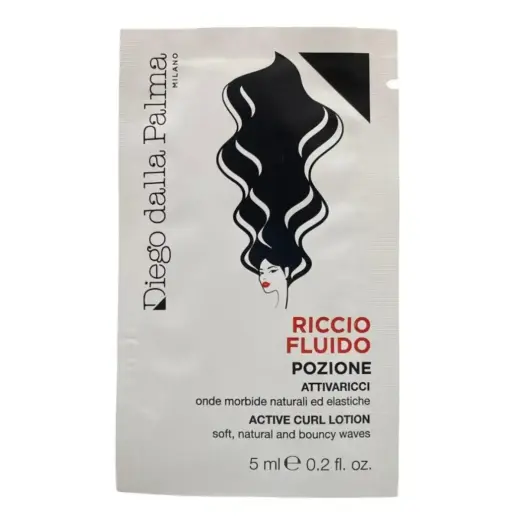 Diego dalla Palma
MILANO
RICCIO
FLUIDO
POZIONE
ATTIVARICCI
onde morbide naturali ed elastiche
ACTIVE CURL LOTION
soft, natural and bouncy waves
5 ml ℮ 0.2 fl. oz.